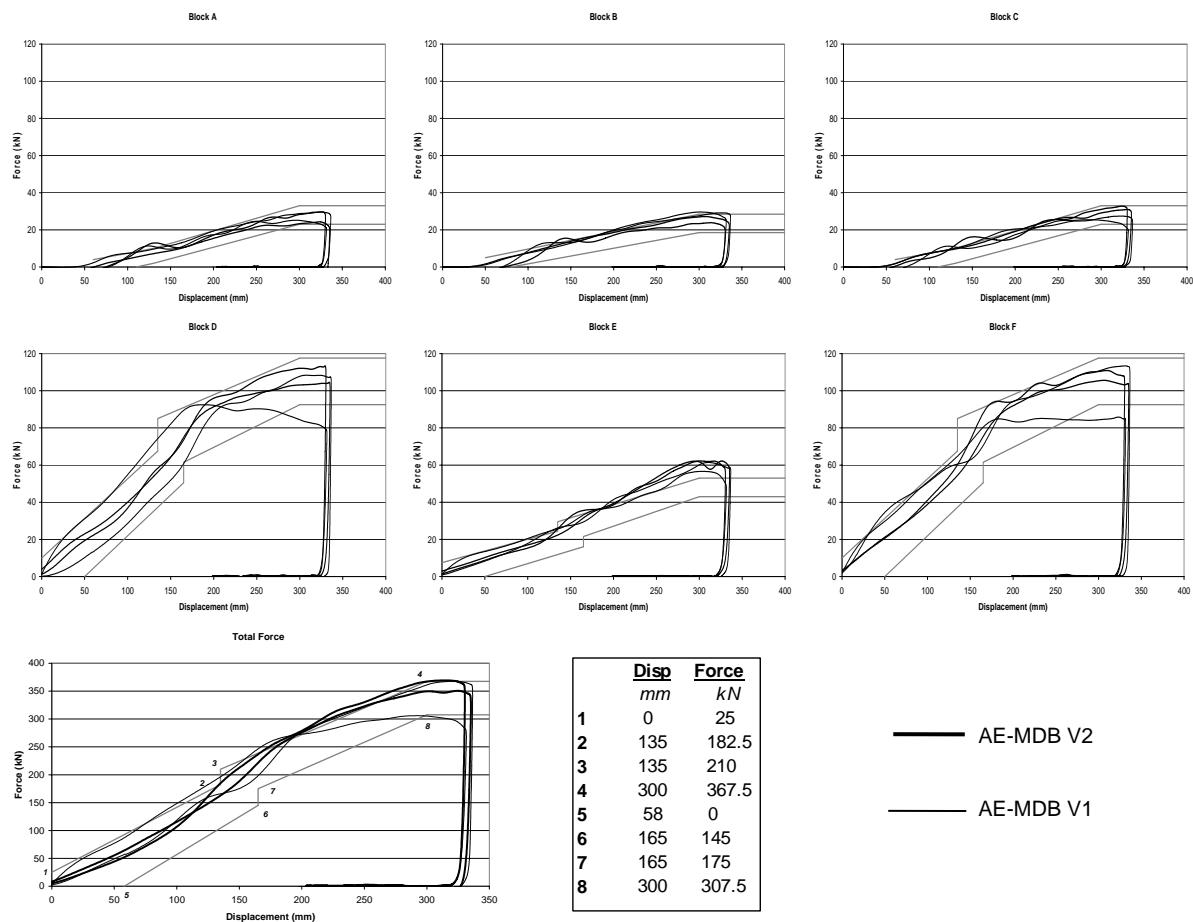 Block A
Block B
Block C
120
100
80
60
40
20
0
Force (kN)
0 50 100 150 200 250 300 350 400
Displacement (mm)
120
100
80
60
40
20
0
Force (kN)
0 50 100 150 200 250 300 350 400
Displacement (mm)
120
100
80
60
40
20
0
Force (kN)
0 50 100 150 200 250 300 350 400
Displacement (mm)
Block D
Block E
Block F
120
100
80
60
40
20
0
Force (kN)
0 50 100 150 200 250 300 350 400
Displacement (mm)
120
100
80
60
40
20
0
Force (kN)
0 50 100 150 200 250 300 350 400
Displacement (mm)
120
100
80
60
40
20
0
Force (kN)
0 50 100 150 200 250 300 350 400
Displacement (mm)
Total Force
400
350
300
250
200
150
100
50
0
Force (kN)
1
2
3
4
5
6
7
8
0 50 100 150 200 250 300 350
Displacement (mm)
Disp Force
mm kN
1 0 25
2 135 182.5
3 135 210
4 300 367.5
5 58 0
6 165 145
7 165 175
8 300 307.5
AE-MDB V2
AE-MDB V1